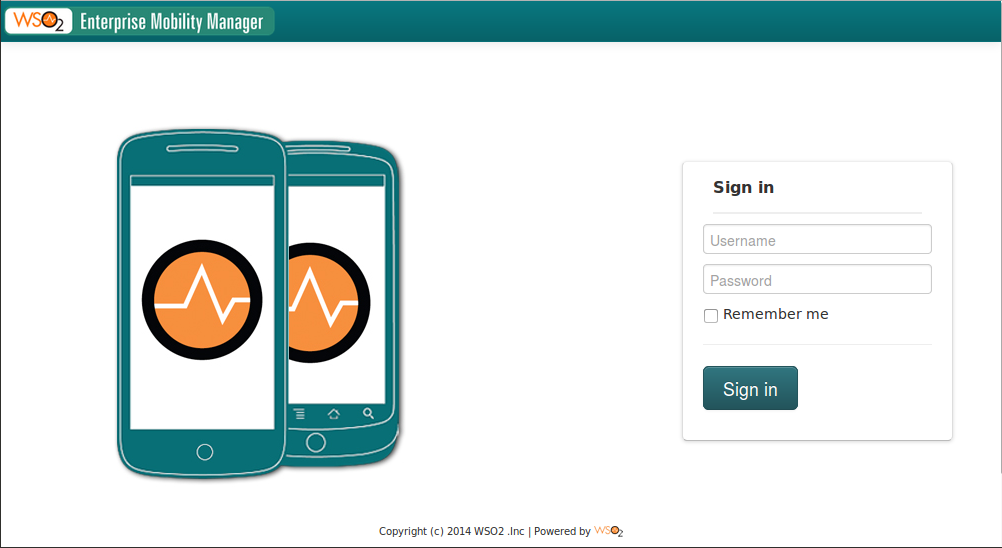 WSO2 Enterprise Mobility Manager
Sign in
Username
Password
Remember me
Sign in
Copyright (c) 2014 WSO2 .Inc | Powered by WSO2